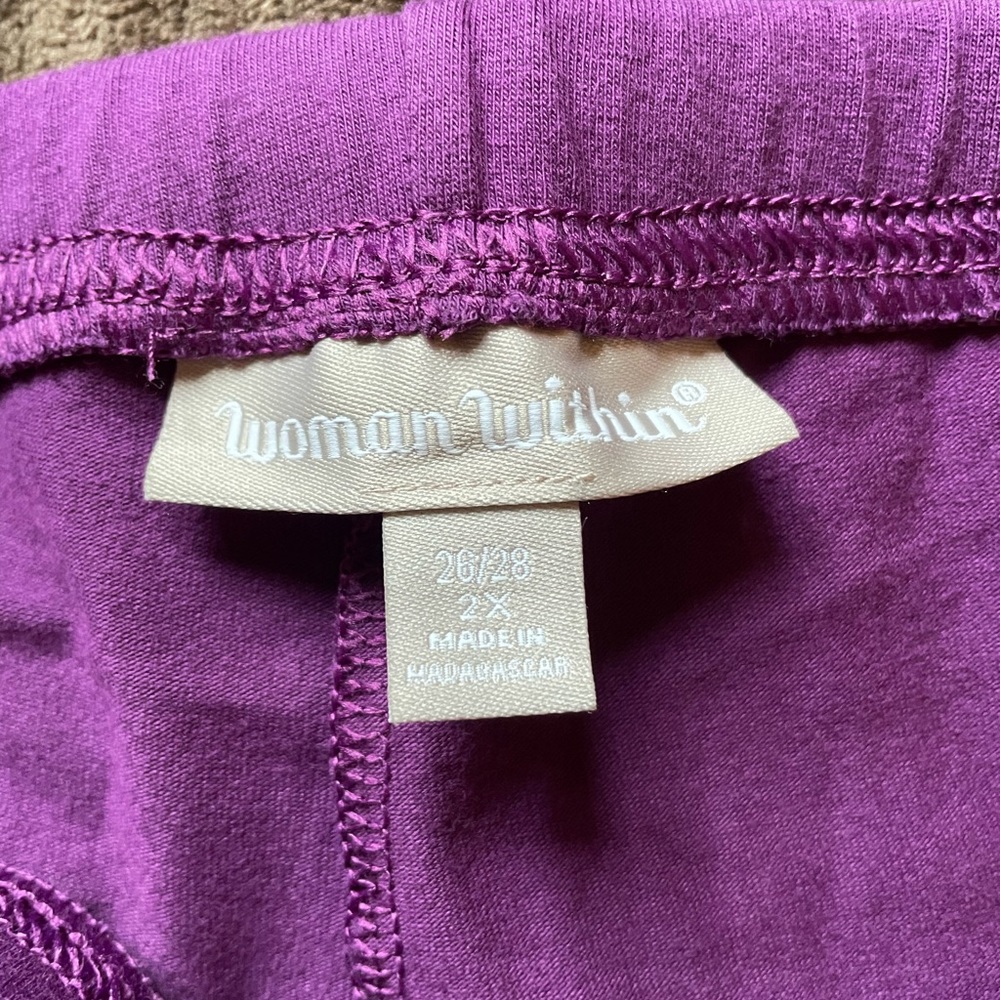 Woman Within®
26/28
2X
MADE IN
MADAGASCAR